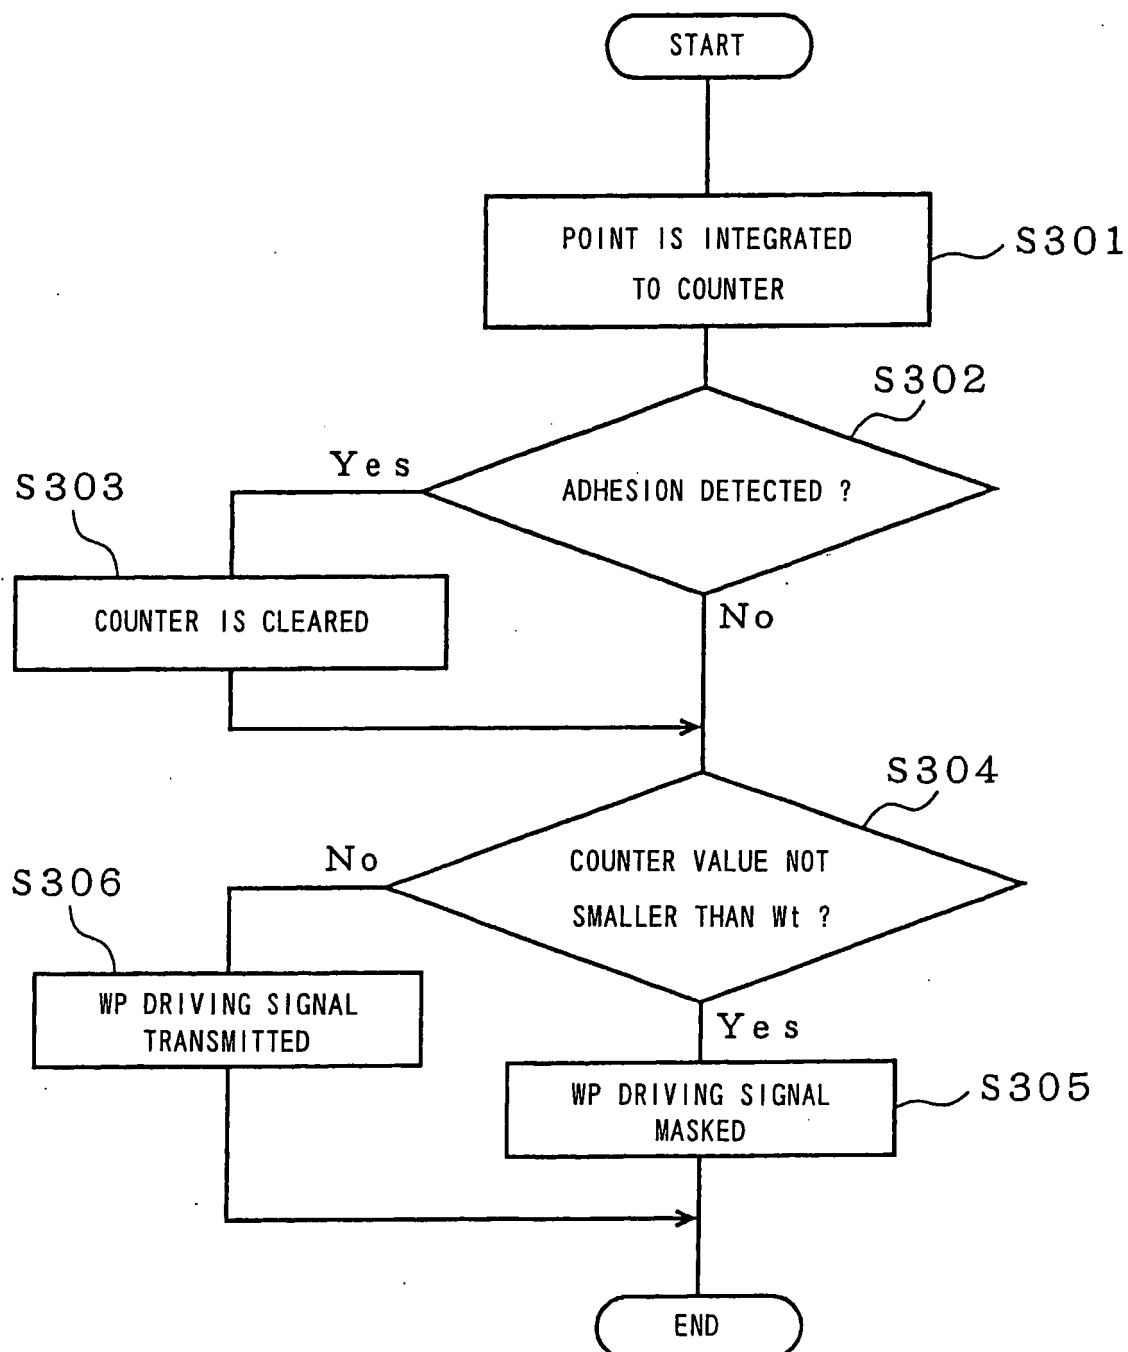 START
POINT IS INTEGRATED
TO COUNTER
S301
S302
ADHESION DETECTED ?
Yes
S303
COUNTER IS CLEARED
No
S304
COUNTER VALUE NOT
SMALLER THAN Wt ?
No
S306
WP DRIVING SIGNAL
TRANSMITTED
Yes
WP DRIVING SIGNAL
MASKED
S305
END